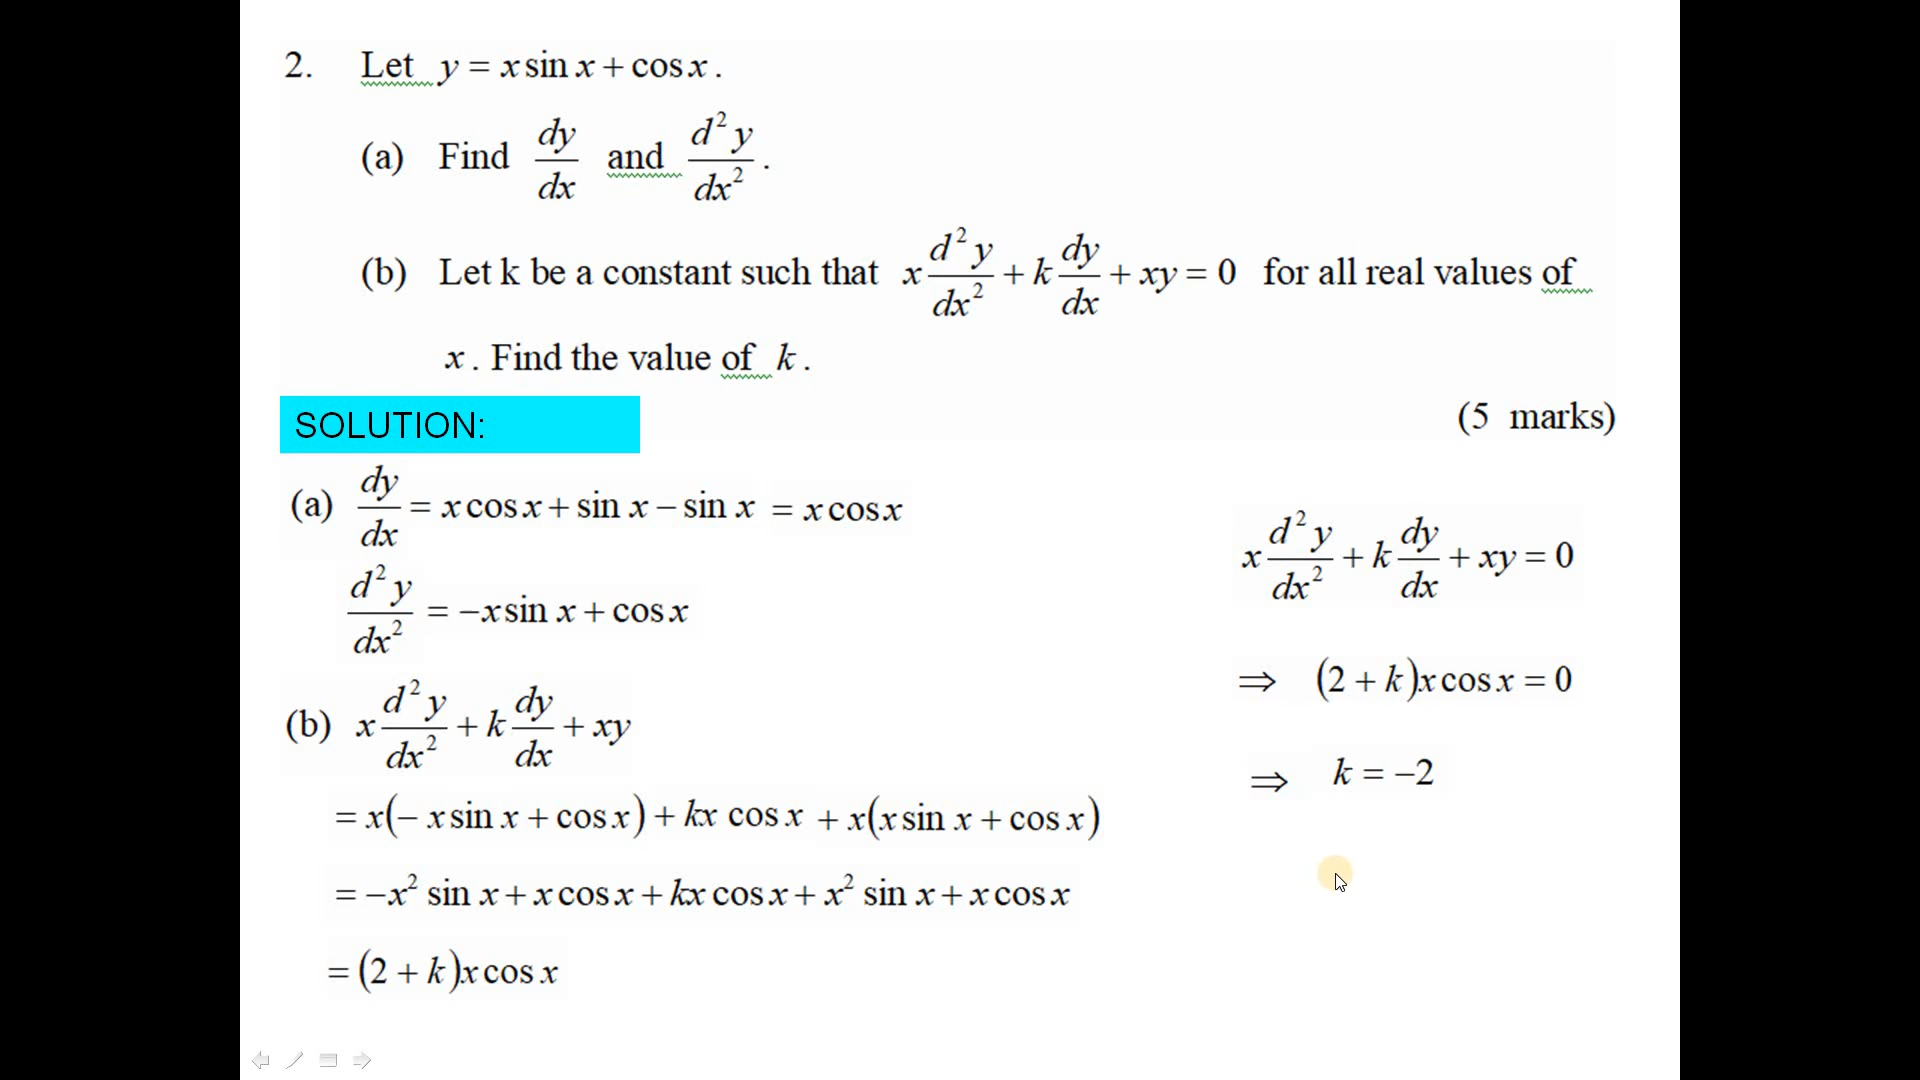 2. Let y = x sin x + cos x .
(a) Find dy/dx and d²y/dx² .
(b) Let k be a constant such that x d²y/dx² + k dy/dx + xy = 0 for all real values of
x . Find the value of k .
(5 marks)
SOLUTION:
(a) dy/dx = x cos x + sin x − sin x = x cos x
d²y/dx² = −x sin x + cos x
(b) x d²y/dx² + k dy/dx + xy
= x(− x sin x + cos x) + kx cos x + x(x sin x + cos x)
= −x² sin x + x cos x + kx cos x + x² sin x + x cos x
= (2 + k)x cos x
x d²y/dx² + k dy/dx + xy = 0
⇒ (2 + k)x cos x = 0
⇒ k = −2